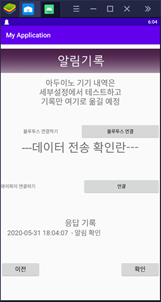 6:04
My Application
알림기록
아두이노 기기 내역은
세부설정에서 테스트하고
기록만 여기로 옮길 예정
블루투스 연결하기
블루투스 연결
---데이터 전송 확인란---
와이파이 연결하기
연결
응답 기록
2020-05-31 18:04:07 -알림 확인
이전
확인